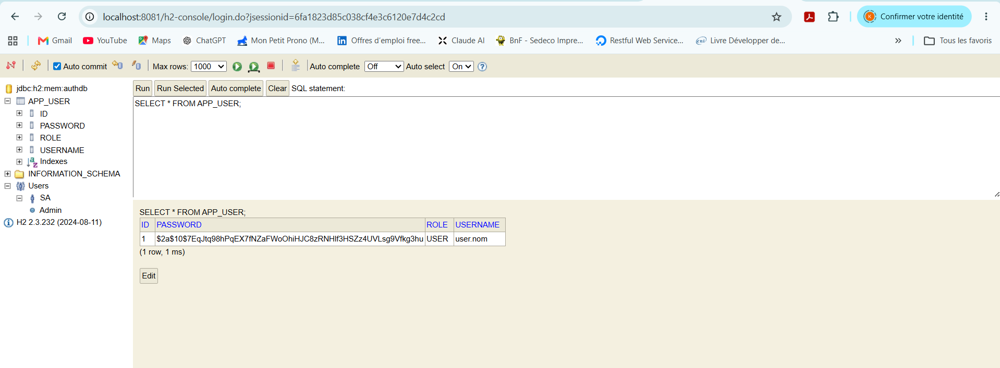 localhost:8081/h2-console/login.do?jsessionid=6fa1823d85c038cf4e3c6120e7d4c2cd
K Confirmer votre identité
Gmail YouTube Maps ChatGPT Mon Petit Prono (M... Offres d'emploi free... Claude AI BnF - Sedeco Impre... Restful Web Service... eni Livre Développer de... » Tous les favoris
Auto commit Max rows: 1000 Auto complete Off Auto select On ?
jdbc:h2:mem:authdb
APP_USER
ID
PASSWORD
ROLE
USERNAME
Indexes
INFORMATION_SCHEMA
Users
SA
Admin
H2 2.3.232 (2024-08-11)
Run Run Selected Auto complete Clear SQL statement:
SELECT * FROM APP_USER;
SELECT * FROM APP_USER;
ID PASSWORD ROLE USERNAME
1 $2a$10$7EqJtq98hPqEX7fNZaFWoOhiHJC8zRNHlf3HSZz4UVLsg9Vfkg3hu USER user.nom
(1 row, 1 ms)
Edit